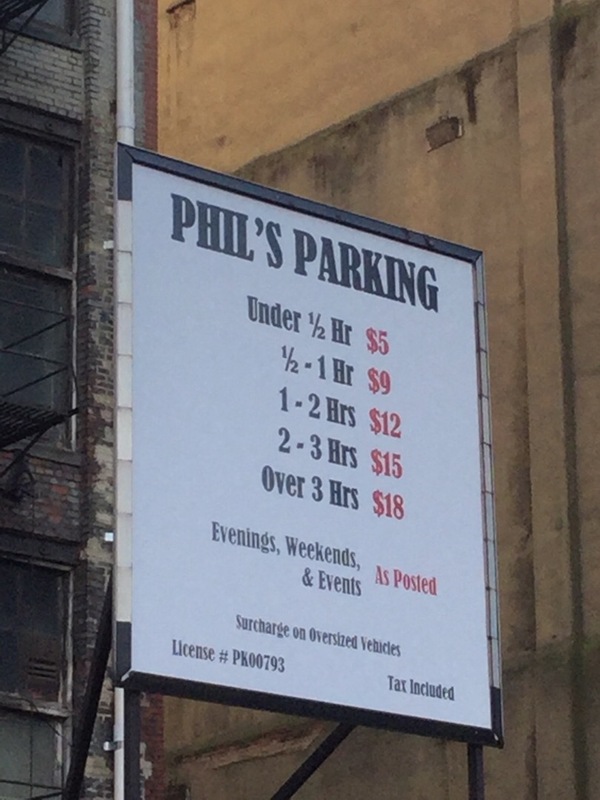 PHIL'S PARKING
Under ½ Hr $5
½ - 1 Hr $9
1 - 2 Hrs $12
2 - 3 Hrs $15
Over 3 Hrs $18
Evenings, Weekends,
& Events As Posted
Surcharge on Oversized Vehicles
License # PK00793
Tax Included